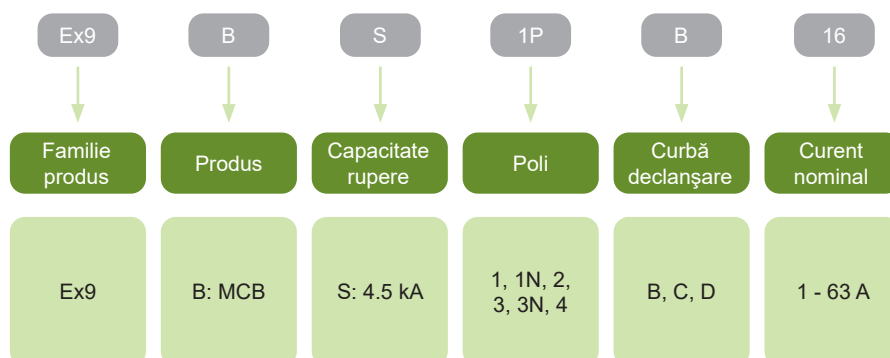 Ex9
B
S
1P
B
16
Familie
produs
Produs
Capacitate
rupere
Poli
Curbă
declanşare
Curent
nominal
Ex9
B: MCB
S: 4.5 kA
1, 1N, 2,
3, 3N, 4
B, C, D
1 - 63 A